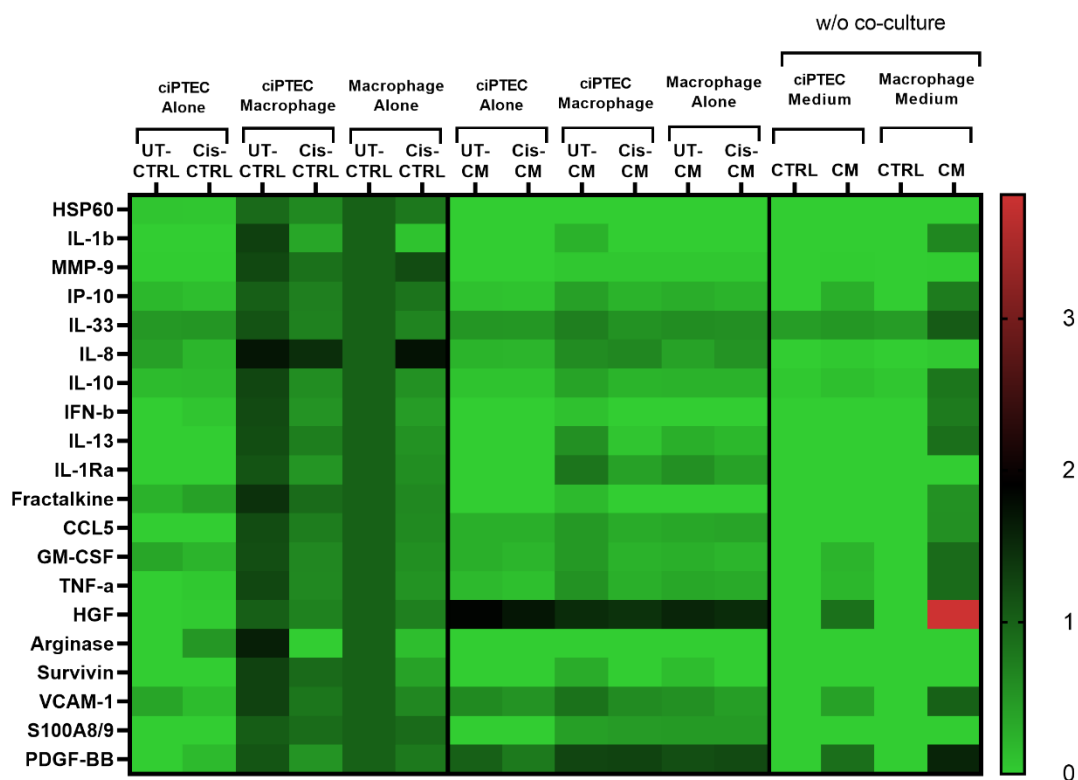 w/o co-culture
ciPTEC ciPTEC Macrophage ciPTEC ciPTEC Macrophage ciPTEC Macrophage
Alone Macrophage Alone Alone Macrophage Alone Medium Medium
UT- Cis- UT- Cis- UT- Cis- UT- Cis- UT- Cis- UT- Cis-
CTRL CTRL CTRL CTRL CTRL CTRL CM CM CM CM CM CM CTRL CM CTRL CM
HSP60
IL-1b
MMP-9
IP-10
IL-33
IL-8
IL-10
IFN-b
IL-13
IL-1Ra
Fractalkine
CCL5
GM-CSF
TNF-a
HGF
Arginase
Survivin
VCAM-1
S100A8/9
PDGF-BB
3
2
1
0